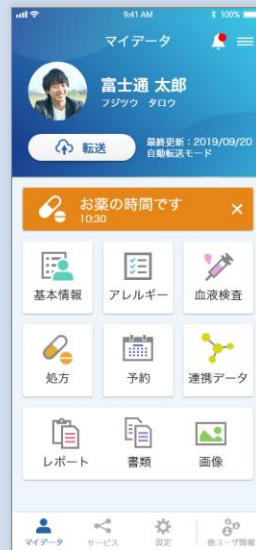 9:41 AM
100%
マイデータ
富士通 太郎
フジツウ タロウ
転送
最終更新：2019/09/20
自動転送モード
お薬の時間です
10:30
基本情報
アレルギー
血液検査
処方
予約
連携データ
レポート
書類
画像
マイデータ
サービス
設定
他ユーザ情報